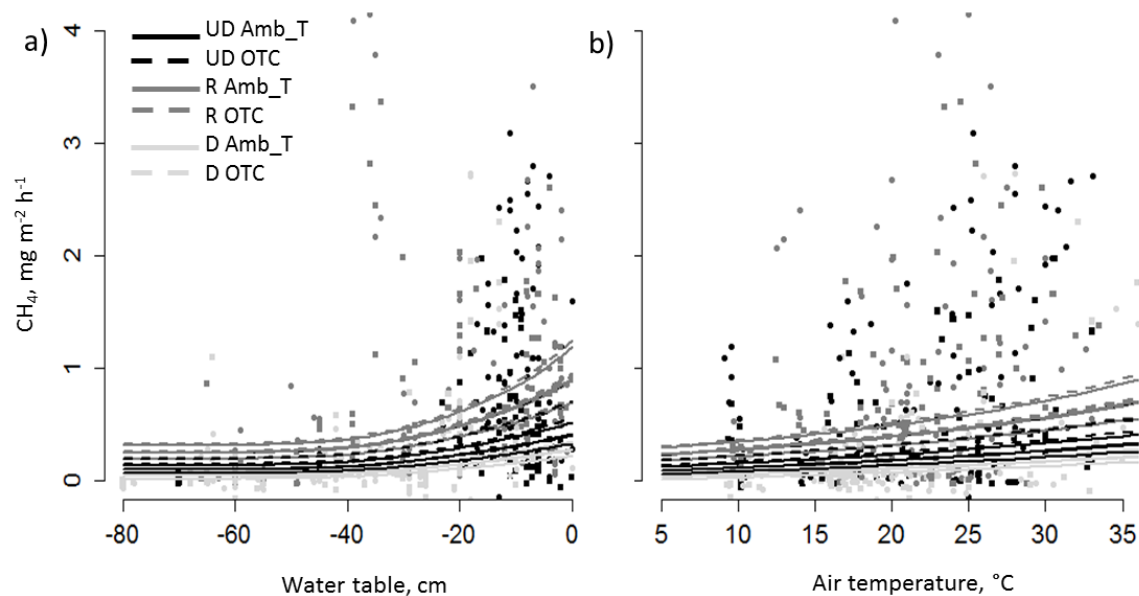 a)
UD Amb_T
UD OTC
R Amb_T
R OTC
D Amb_T
D OTC
b)
4
3
2
1
0
CH₄, mg m⁻² h⁻¹
-80 -60 -40 -20 0
5 10 15 20 25 30 35
Water table, cm
Air temperature, °C